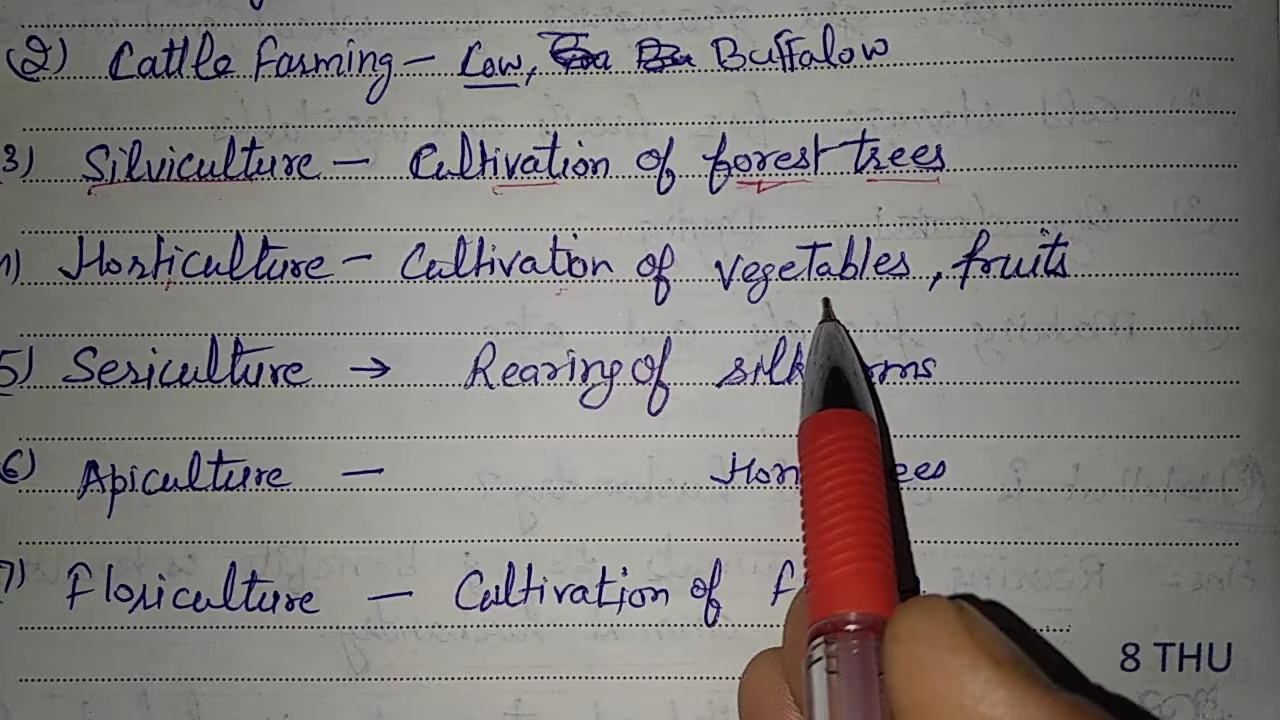 (2) Cattle Farming - Cow, Buffalow
3) Silviculture - Cultivation of forest trees
Horticulture - Cultivation of vegetables, fruits
5) Sericulture → Rearing of silk
6) Apiculture -
7) Floriculture - Cultivation of
8 THU